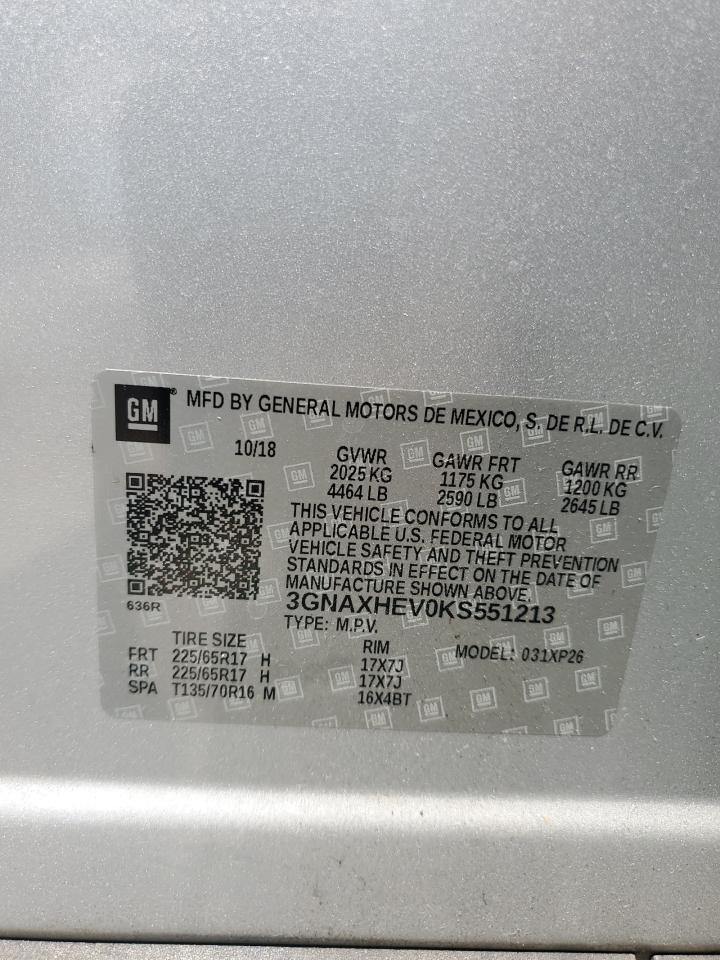 GM® MFD BY GENERAL MOTORS DE MEXICO, S. DE R.L. DE C.V.
10/18 GVWR GAWR FRT GAWR RR
2025 KG 1175 KG 1200 KG
4464 LB 2590 LB 2645 LB
THIS VEHICLE CONFORMS TO ALL
APPLICABLE U.S. FEDERAL MOTOR
VEHICLE SAFETY AND THEFT PREVENTION
STANDARDS IN EFFECT ON THE DATE OF
MANUFACTURE SHOWN ABOVE.
636R 3GNAXHEV0KS551213
TYPE: M.P.V.
TIRE SIZE RIM MODEL: 031XP26
FRT 225/65R17 H 17X7J
RR 225/65R17 H 17X7J
SPA T135/70R16 M 16X4BT